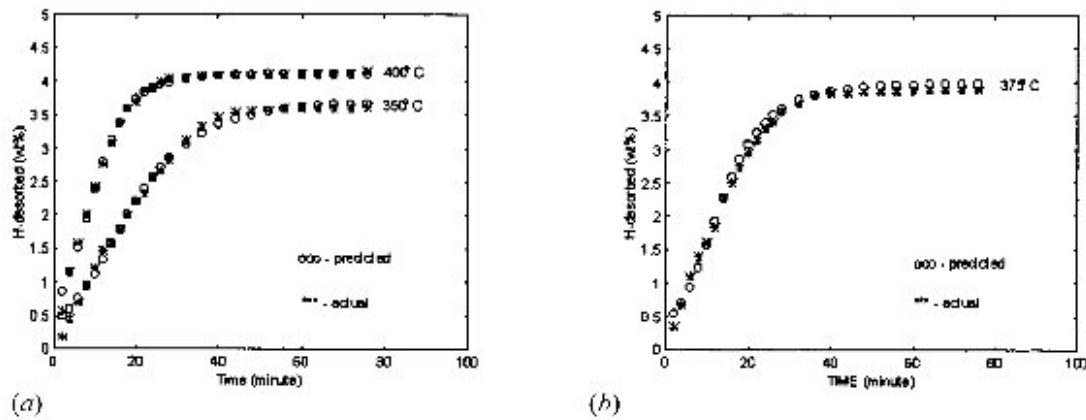 H-desorbed (wt%)
5
4.5
4
3.5
3
2.5
2
1.5
1
0.5
0
400°C
350°C
ooo - predicted
*** - actual
0 20 40 60 80 100
Time (minute)
(a)
H-desorbed (wt%)
5
4.5
4
3.5
3
2.5
2
1.5
1
0.5
0
375°C
ooo - predicted
*** - actual
0 20 40 60 80 100
TIME (minute)
(b)